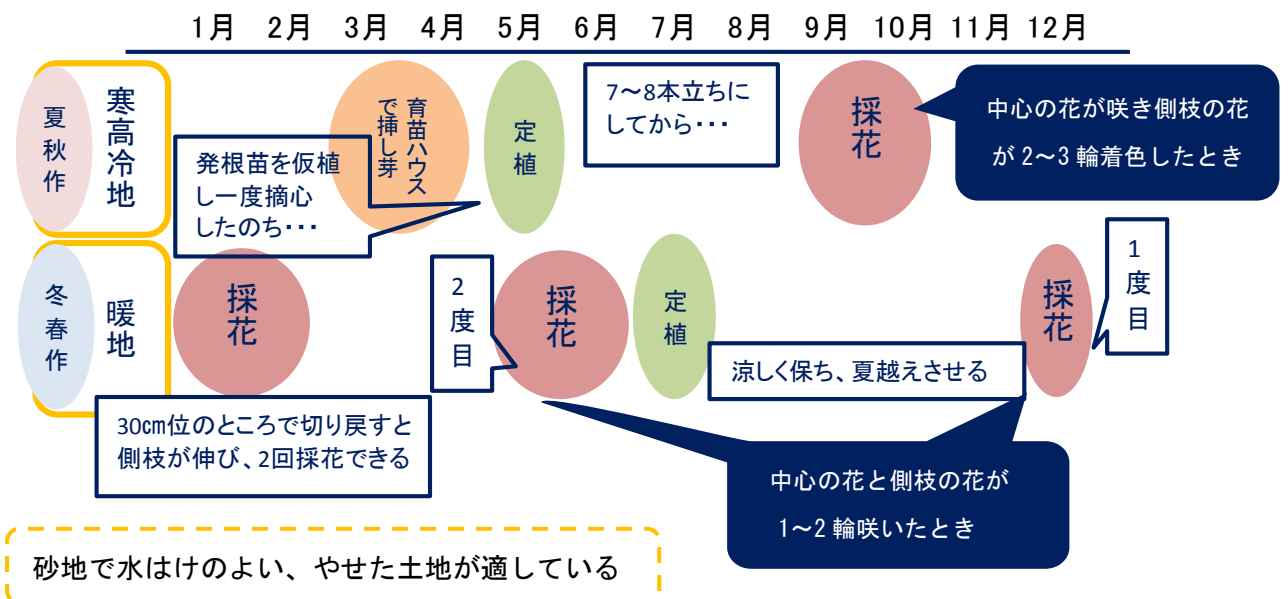 1月 2月 3月 4月 5月 6月 7月 8月 9月 10月 11月 12月
夏秋作
寒高冷地
発根苗を仮植
し一度摘心
したのち・・・
育苗ハウス
で挿し芽
定植
7～8本立ちに
してから・・・
採花
中心の花が咲き側枝の花
が 2～3 輪着色したとき
冬春作
暖地
採花
2度目
採花
定植
涼しく保ち、夏越えさせる
採花
1度目
30㎝位のところで切り戻すと
側枝が伸び、2回採花できる
中心の花と側枝の花が
1～2 輪咲いたとき
砂地で水はけのよい、やせた土地が適している